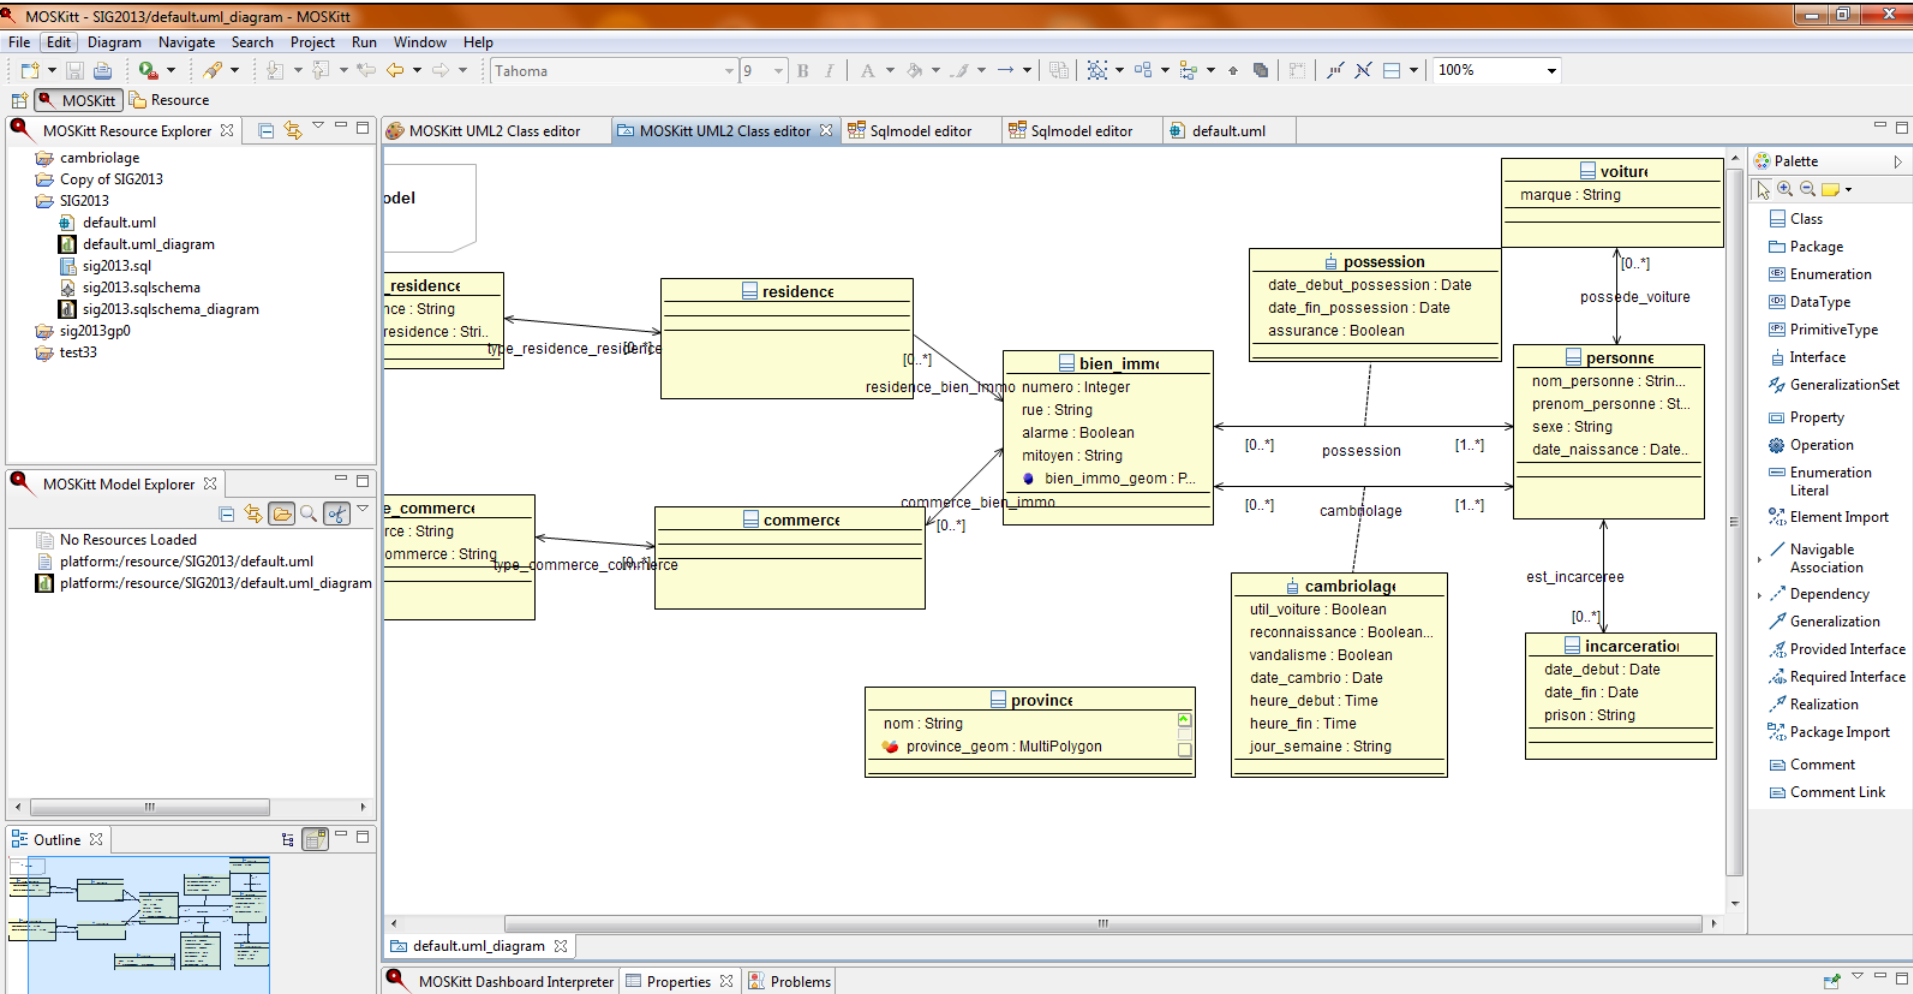 MOSKitt - SIG2013/default.uml_diagram - MOSKitt
File Edit Diagram Navigate Search Project Run Window Help
Tahoma 9 B I A 100%
MOSKitt Resource
MOSKitt Resource Explorer
cambriolage
Copy of SIG2013
SIG2013
default.uml
default.uml_diagram
sig2013.sql
sig2013.sqlschema
sig2013.sqlschema_diagram
sig2013gp0
test33
MOSKitt Model Explorer
No Resources Loaded
platform:/resource/SIG2013/default.uml
platform:/resource/SIG2013/default.uml_diagram
Outline
MOSKitt UML2 Class editor
MOSKitt UML2 Class editor
Sqlmodel editor
Sqlmodel editor
default.uml
odel
_residence
nce : String
residence : Stri..
type_residence_residence
[0..*]
residence
[0..*]
residence_bien_immo
e_commerce
rce : String
ommerce : String
type_commerce_commerce
[0..*]
commerce
commerce_bien_immo
[0..*]
bien_immo
numero : Integer
rue : String
alarme : Boolean
mitoyen : String
bien_immo_geom : P...
possession
date_debut_possession : Date
date_fin_possession : Date
assurance : Boolean
voiture
marque : String
[0..*]
possede_voiture
personne
nom_personne : Strin...
prenom_personne : St...
sexe : String
date_naissance : Date..
[0..*] possession [1..*]
[0..*] cambriolage [1..*]
est_incarceree
[0..*]
incarceratio
date_debut : Date
date_fin : Date
prison : String
cambriolage
util_voiture : Boolean
reconnaissance : Boolean...
vandalisme : Boolean
date_cambrio : Date
heure_debut : Time
heure_fin : Time
jour_semaine : String
province
nom : String
province_geom : MultiPolygon
default.uml_diagram
MOSKitt Dashboard Interpreter Properties Problems
Palette
Class
Package
Enumeration
DataType
PrimitiveType
Interface
GeneralizationSet
Property
Operation
Enumeration
Literal
Element Import
Navigable
Association
Dependency
Generalization
Provided Interface
Required Interface
Realization
Package Import
Comment
Comment Link